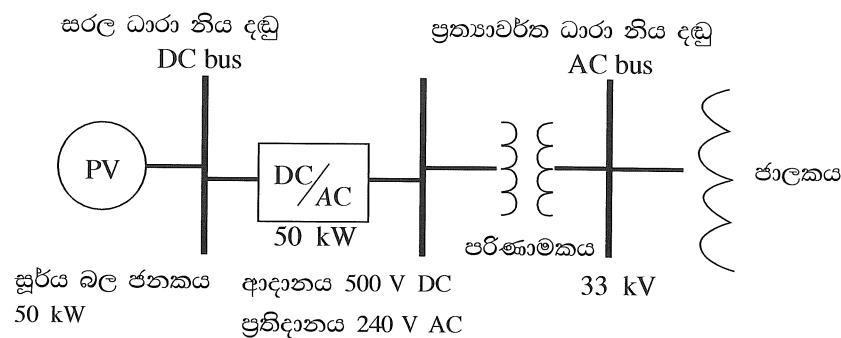 සරල ධාරා නිය දඬු
DC bus
ප්‍රත්‍යාවර්ත ධාරා නිය දඬු
AC bus
PV
DC/AC
50 kW
ජාලකය
පරිණාමකය
සූර්ය බල ජනකය
50 kW
ආදානය 500 V DC
ප්‍රතිදානය 240 V AC
33 kV